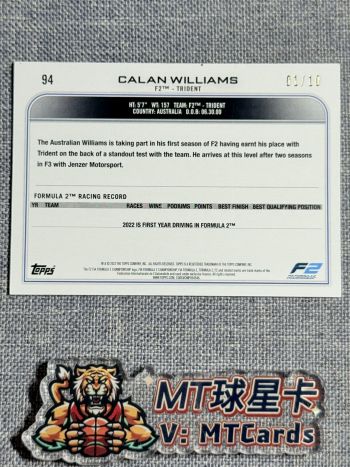 94
CALAN WILLIAMS
01/10
F2™ - TRIDENT
HT: 5'7" WT: 157 TEAM: F2™ - TRIDENT
COUNTRY: AUSTRALIA D.O.B: 06.30.00
The Australian Williams is taking part in his first season of F2 having earnt his place with
Trident on the back of a standout test with the team. He arrives at this level after two seasons
in F3 with Jenzer Motorsport.
FORMULA 2™ RACING RECORD
YR TEAM RACES WINS PODIUMS POINTS BEST FINISH BEST QUALIFYING POSITION
2022 IS FIRST YEAR DRIVING IN FORMULA 2™
Topps
F2
MT球星卡
V: MTCards